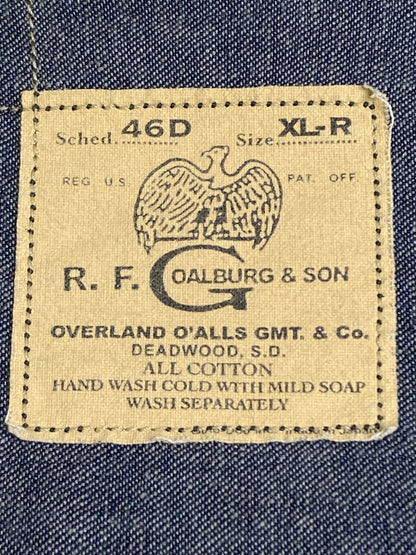 Sched. 46D Size XL-R
REG U.S. PAT. OFF.
R. F. GOALBURG & SON
OVERLAND O'ALLS GMT. & Co.
DEADWOOD, S.D.
ALL COTTON
HAND WASH COLD WITH MILD SOAP
WASH SEPARATELY